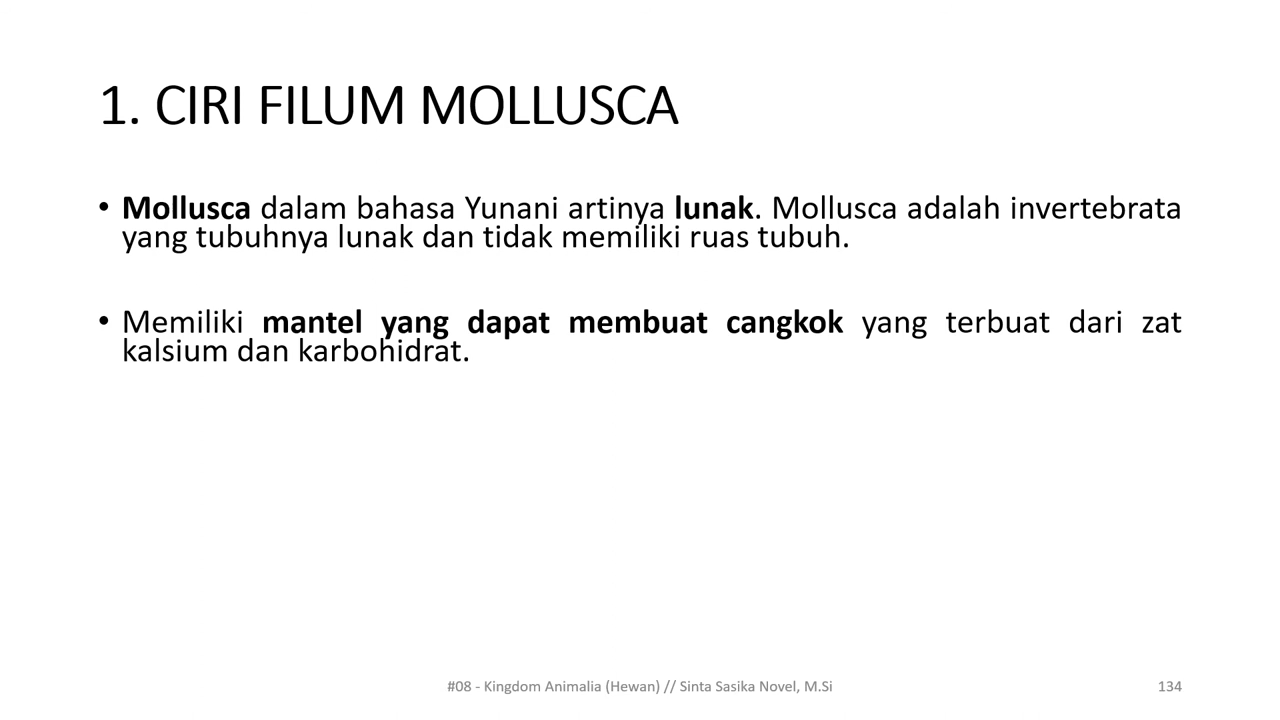 1. CIRI FILUM MOLLUSCA
• Mollusca dalam bahasa Yunani artinya lunak. Mollusca adalah invertebrata
yang tubuhnya lunak dan tidak memiliki ruas tubuh.
• Memiliki mantel yang dapat membuat cangkok yang terbuat dari zat
kalsium dan karbohidrat.
#08 - Kingdom Animalia (Hewan) // Sinta Sasika Novel, M.Si
134